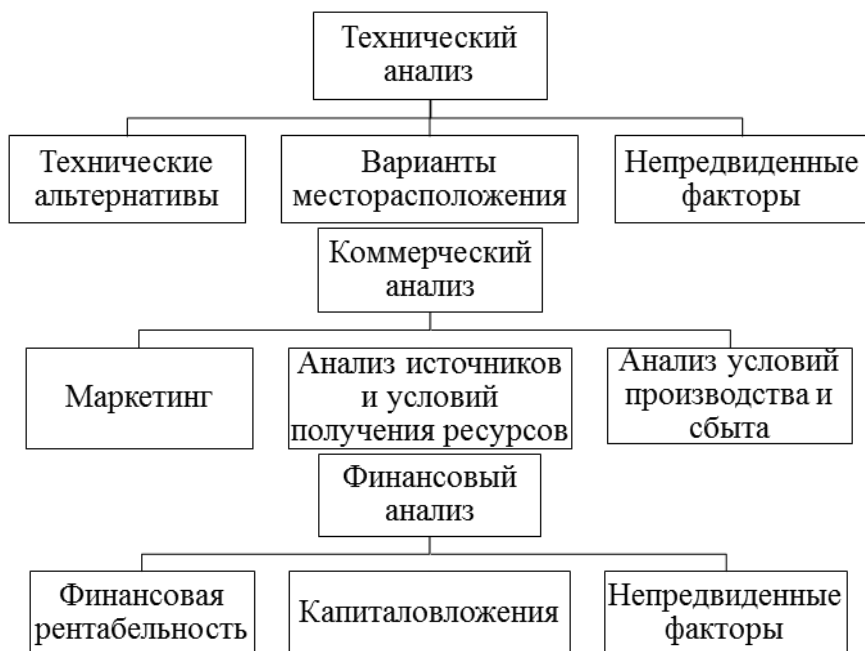 Технический
анализ
Технические
альтернативы
Варианты
месторасположения
Непредвиденные
факторы
Коммерческий
анализ
Маркетинг
Анализ источников
и условий
получения ресурсов
Анализ условий
производства и
сбыта
Финансовый
анализ
Финансовая
рентабельность
Капиталовложения
Непредвиденные
факторы